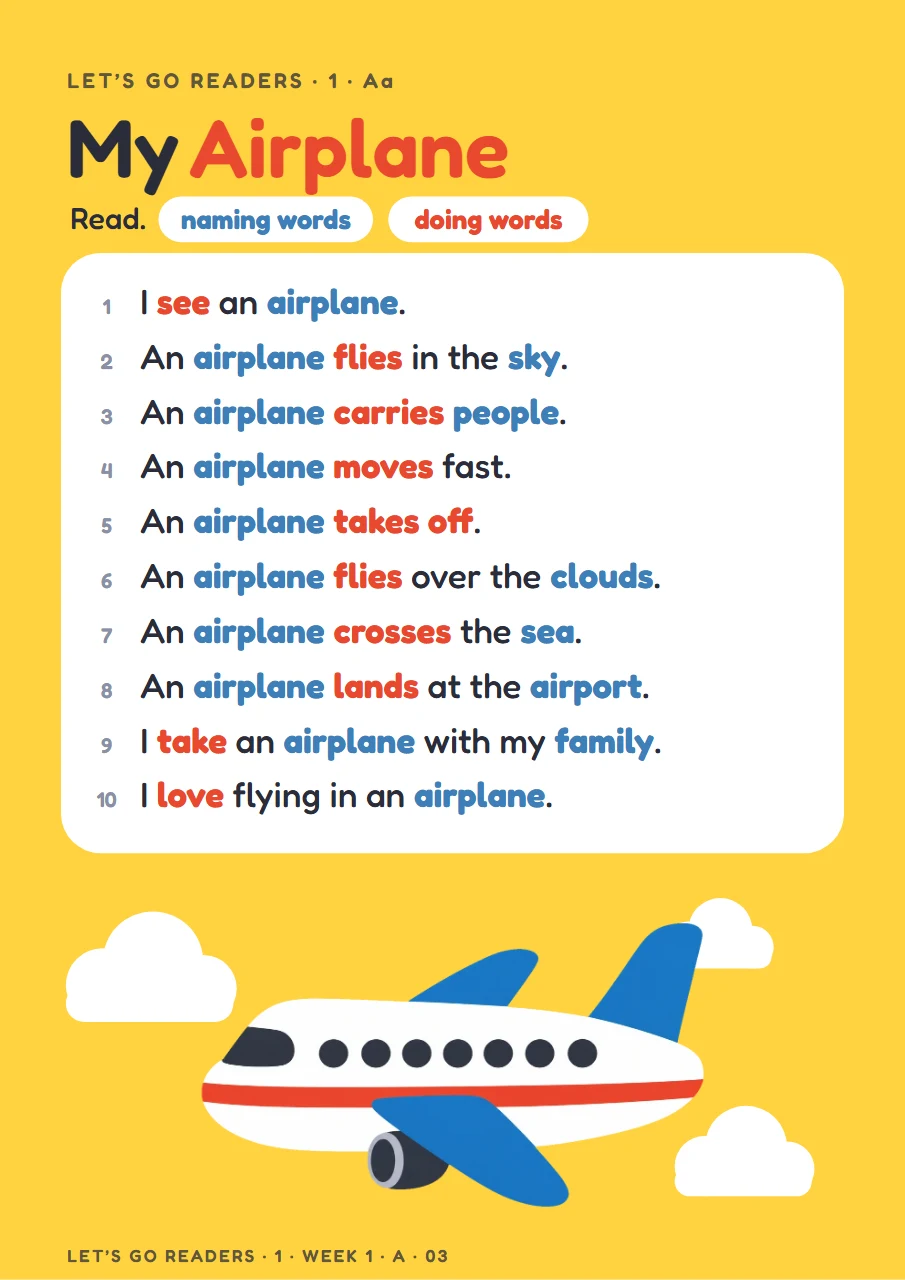 LET'S GO READERS · 1 · Aa
My Airplane
Read. naming words doing words
1 I see an airplane.
2 An airplane flies in the sky.
3 An airplane carries people.
4 An airplane moves fast.
5 An airplane takes off.
6 An airplane flies over the clouds.
7 An airplane crosses the sea.
8 An airplane lands at the airport.
9 I take an airplane with my family.
10 I love flying in an airplane.
LET'S GO READERS · 1 · WEEK 1 · A · 03